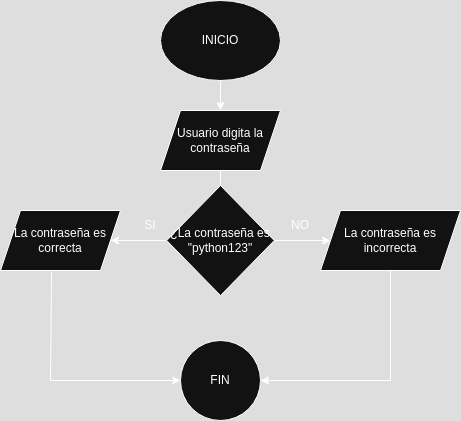 INICIO
Usuario digita la
contraseña
SI
NO
La contraseña es
correcta
¿La contraseña es
"python123"
La contraseña es
incorrecta
FIN